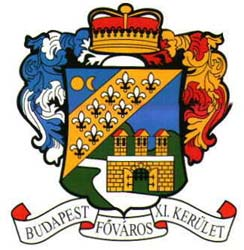 BUDAPEST FŐVÁROS XI. KERÜLET